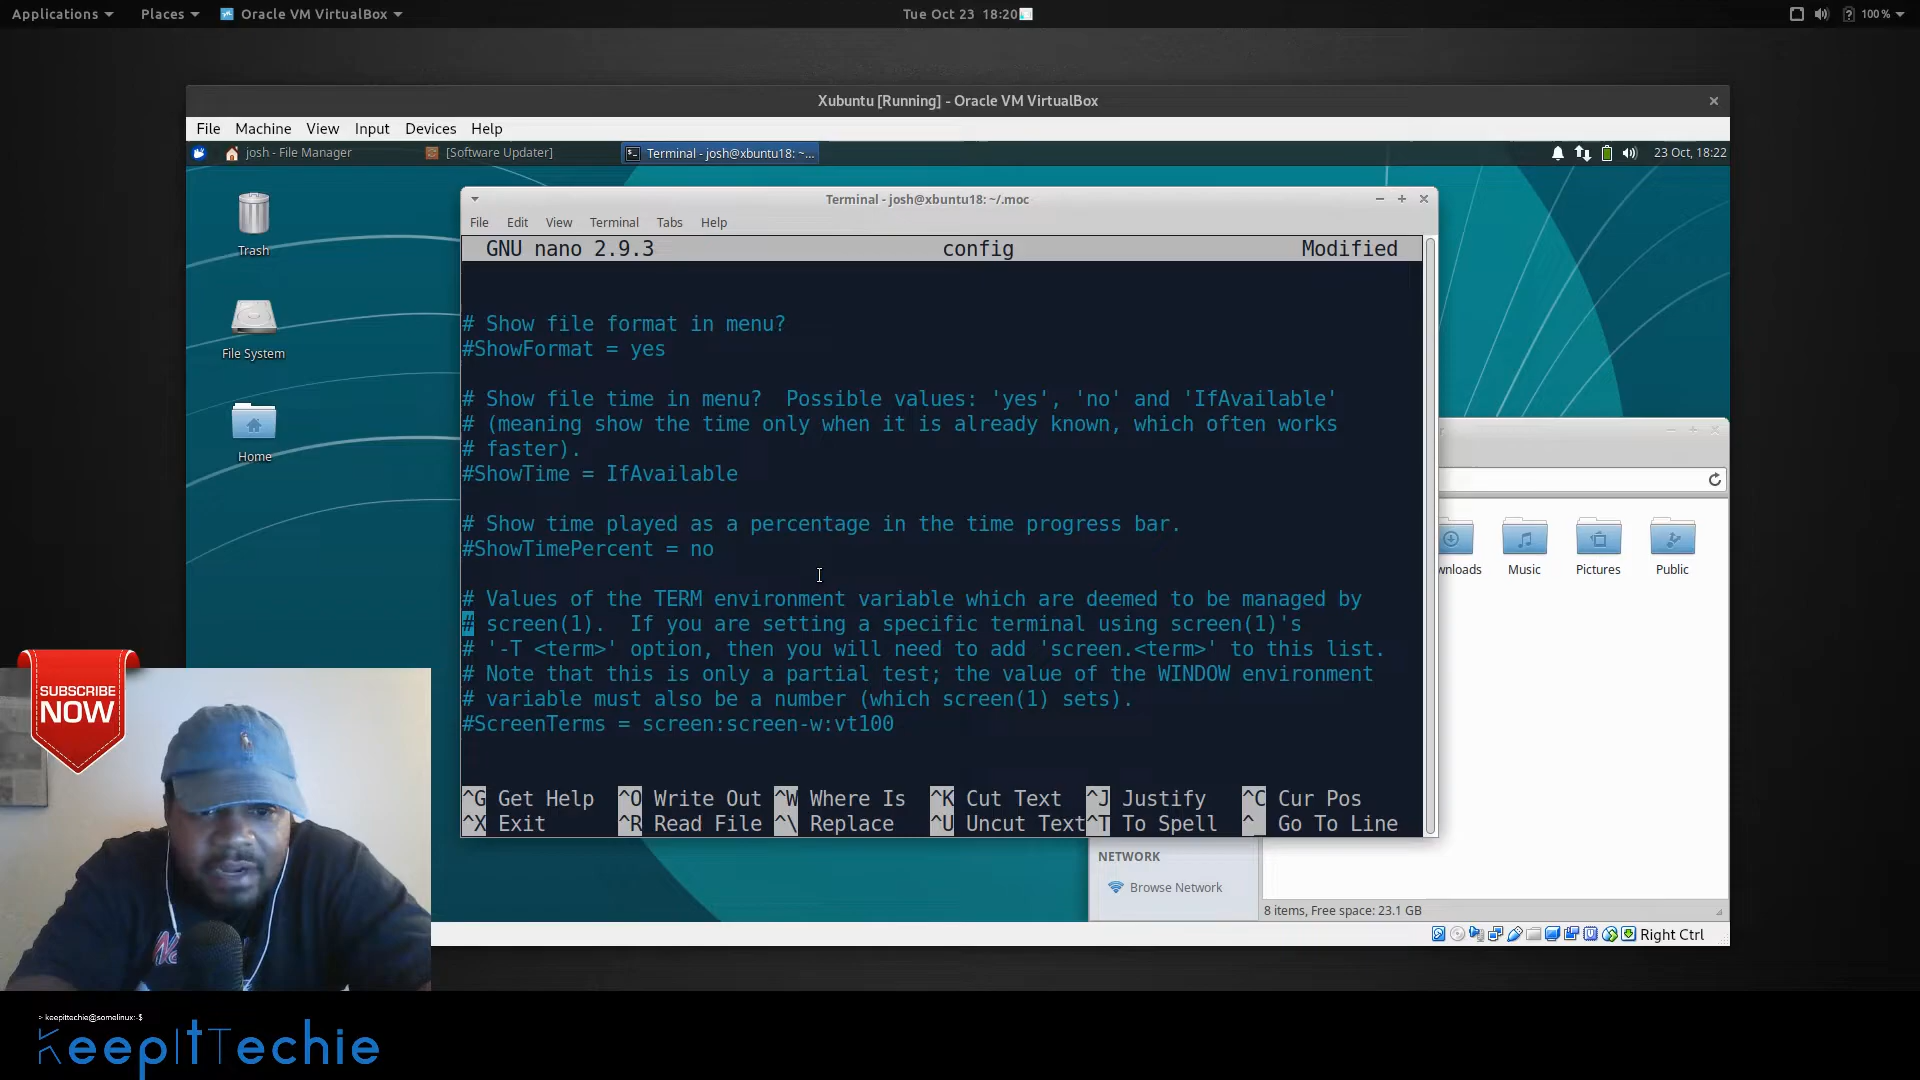 Applications
Places
Oracle VM VirtualBox
Tue Oct 23 18:20
100 %
Xubuntu [Running] - Oracle VM VirtualBox
File Machine View Input Devices Help
josh - File Manager
[Software Updater]
Terminal - josh@xbuntu18: ~...
23 Oct, 18:22
Trash
File System
Home
Terminal - josh@xbuntu18: ~/.moc
File Edit View Terminal Tabs Help
GNU nano 2.9.3 config Modified
# Show file format in menu?
#ShowFormat = yes
# Show file time in menu?  Possible values: 'yes', 'no' and 'IfAvailable'
# (meaning show the time only when it is already known, which often works
# faster).
#ShowTime = IfAvailable
# Show time played as a percentage in the time progress bar.
#ShowTimePercent = no
# Values of the TERM environment variable which are deemed to be managed by
# screen(1).  If you are setting a specific terminal using screen(1)'s
# '-T <term>' option, then you will need to add 'screen.<term>' to this list.
# Note that this is only a partial test; the value of the WINDOW environment
# variable must also be a number (which screen(1) sets).
#ScreenTerms = screen:screen-w:vt100
^G Get Help ^O Write Out ^W Where Is ^K Cut Text ^J Justify ^C Cur Pos
^X Exit ^R Read File ^\ Replace ^U Uncut Text ^T To Spell ^_ Go To Line
wnloads
Music
Pictures
Public
NETWORK
Browse Network
8 items, Free space: 23.1 GB
Right Ctrl
SUBSCRIBE
NOW
> keepittechie@somelinux:-$
KeepItTechie